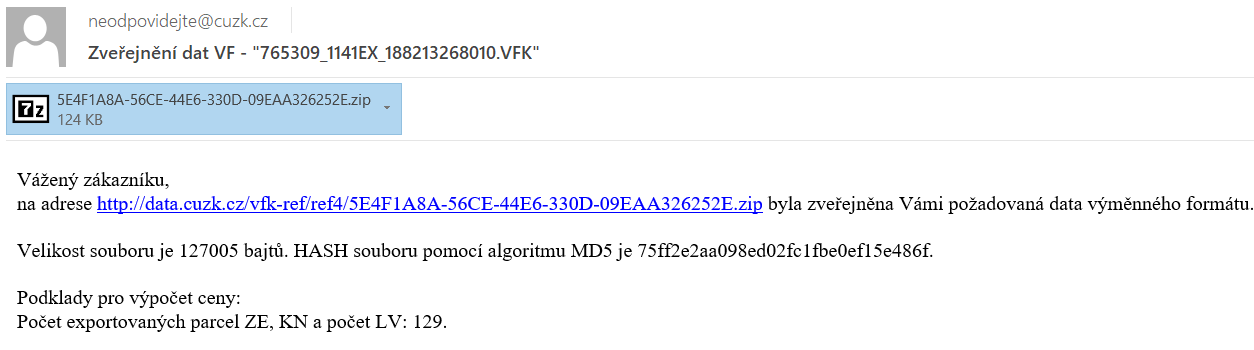 neodpovidejte@cuzk.cz
Zveřejnění dat VF - "765309_1141EX_188213268010.VFK"
7z
5E4F1A8A-56CE-44E6-330D-09EAA326252E.zip
124 KB
Vážený zákazníku,
na adrese http://data.cuzk.cz/vfk-ref/ref4/5E4F1A8A-56CE-44E6-330D-09EAA326252E.zip byla zveřejněna Vámi požadovaná data výměnného formátu.
Velikost souboru je 127005 bajtů. HASH souboru pomocí algoritmu MD5 je 75ff2e2aa098ed02fc1fbe0ef15e486f.
Podklady pro výpočet ceny:
Počet exportovaných parcel ZE, KN a počet LV: 129.